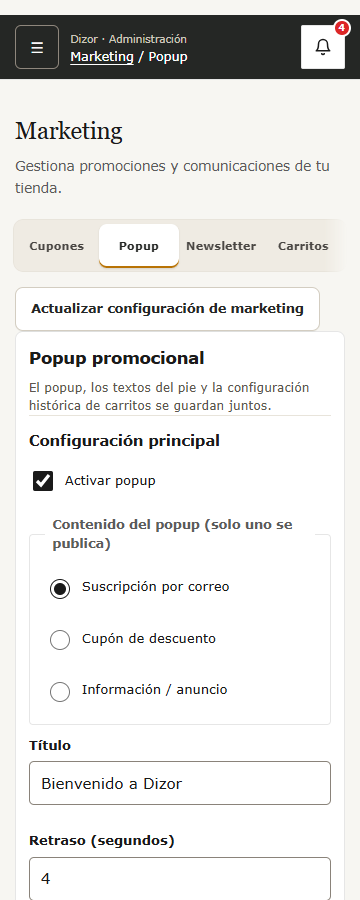 Dizor · Administración
Marketing / Popup
4
Marketing
Gestiona promociones y comunicaciones de tu
tienda.
Cupones
Popup
Newsletter
Carritos
Actualizar configuración de marketing
Popup promocional
El popup, los textos del pie y la configuración
histórica de carritos se guardan juntos.
Configuración principal
Activar popup
Contenido del popup (solo uno se
publica)
Suscripción por correo
Cupón de descuento
Información / anuncio
Título
Bienvenido a Dizor
Retraso (segundos)
4